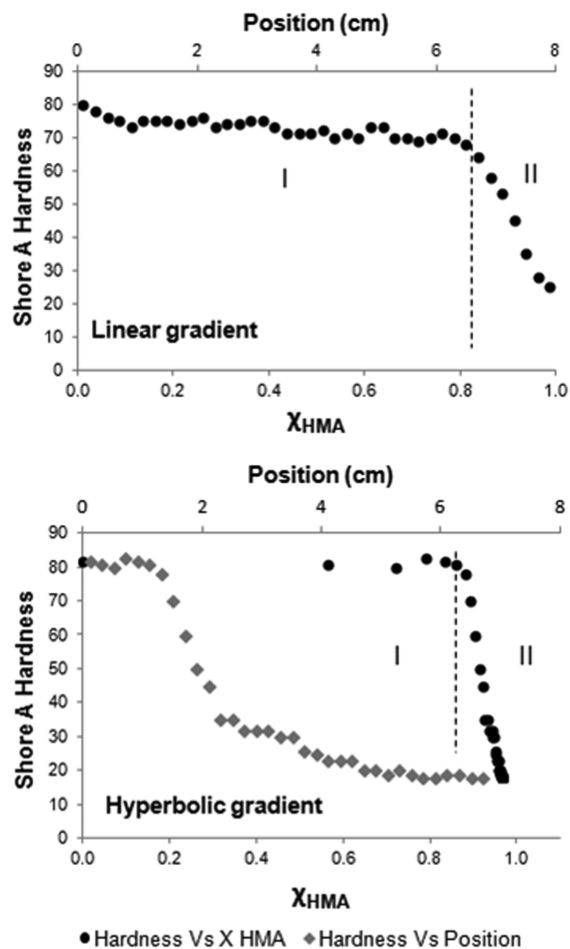 Position (cm)
0 2 4 6 8
90
80
70
60
50
40
30
20
10
0
Shore A Hardness
I
II
Linear gradient
0.0 0.2 0.4 0.6 0.8 1.0
χHMA
Position (cm)
0 2 4 6 8
90
80
70
60
50
40
30
20
10
0
Shore A Hardness
I
II
Hyperbolic gradient
0.0 0.2 0.4 0.6 0.8 1.0
χHMA
Hardness Vs X HMA Hardness Vs Position